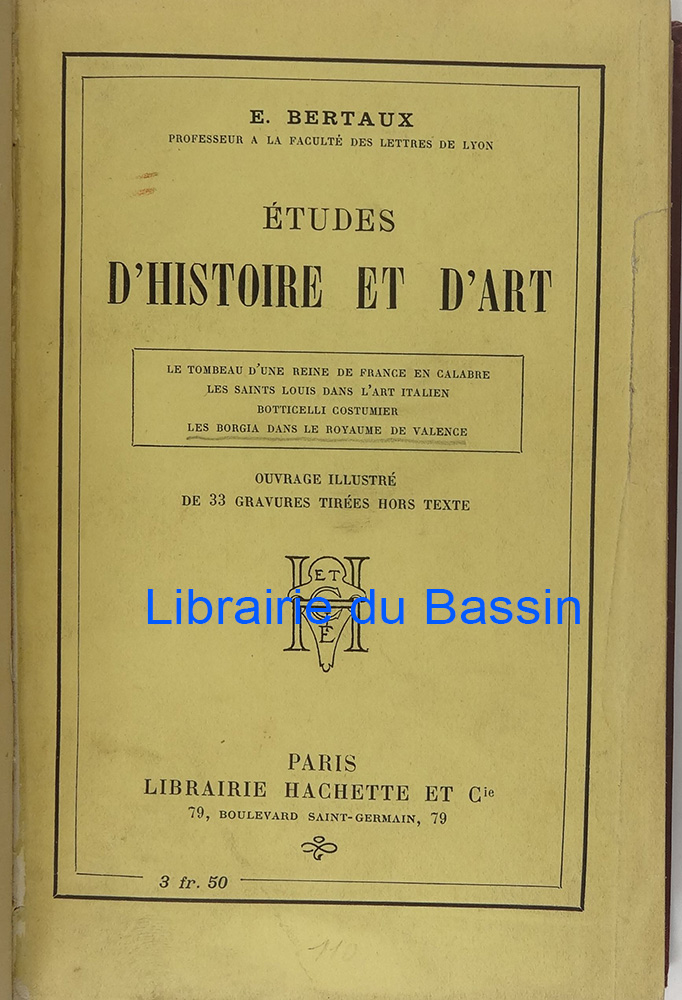 E. BERTAUX
PROFESSEUR A LA FACULTÉ DES LETTRES DE LYON
ÉTUDES
D'HISTOIRE ET D'ART
LE TOMBEAU D'UNE REINE DE FRANCE EN CALABRE
LES SAINTS LOUIS DANS L'ART ITALIEN
BOTTICELLI COSTUMIER
LES BORGIA DANS LE ROYAUME DE VALENCE
OUVRAGE ILLUSTRÉ
DE 33 GRAVURES TIRÉES HORS TEXTE
H ET C IE
Librairie du Bassin
PARIS
LIBRAIRIE HACHETTE ET Cie
79, BOULEVARD SAINT-GERMAIN, 79
3 fr. 50
110